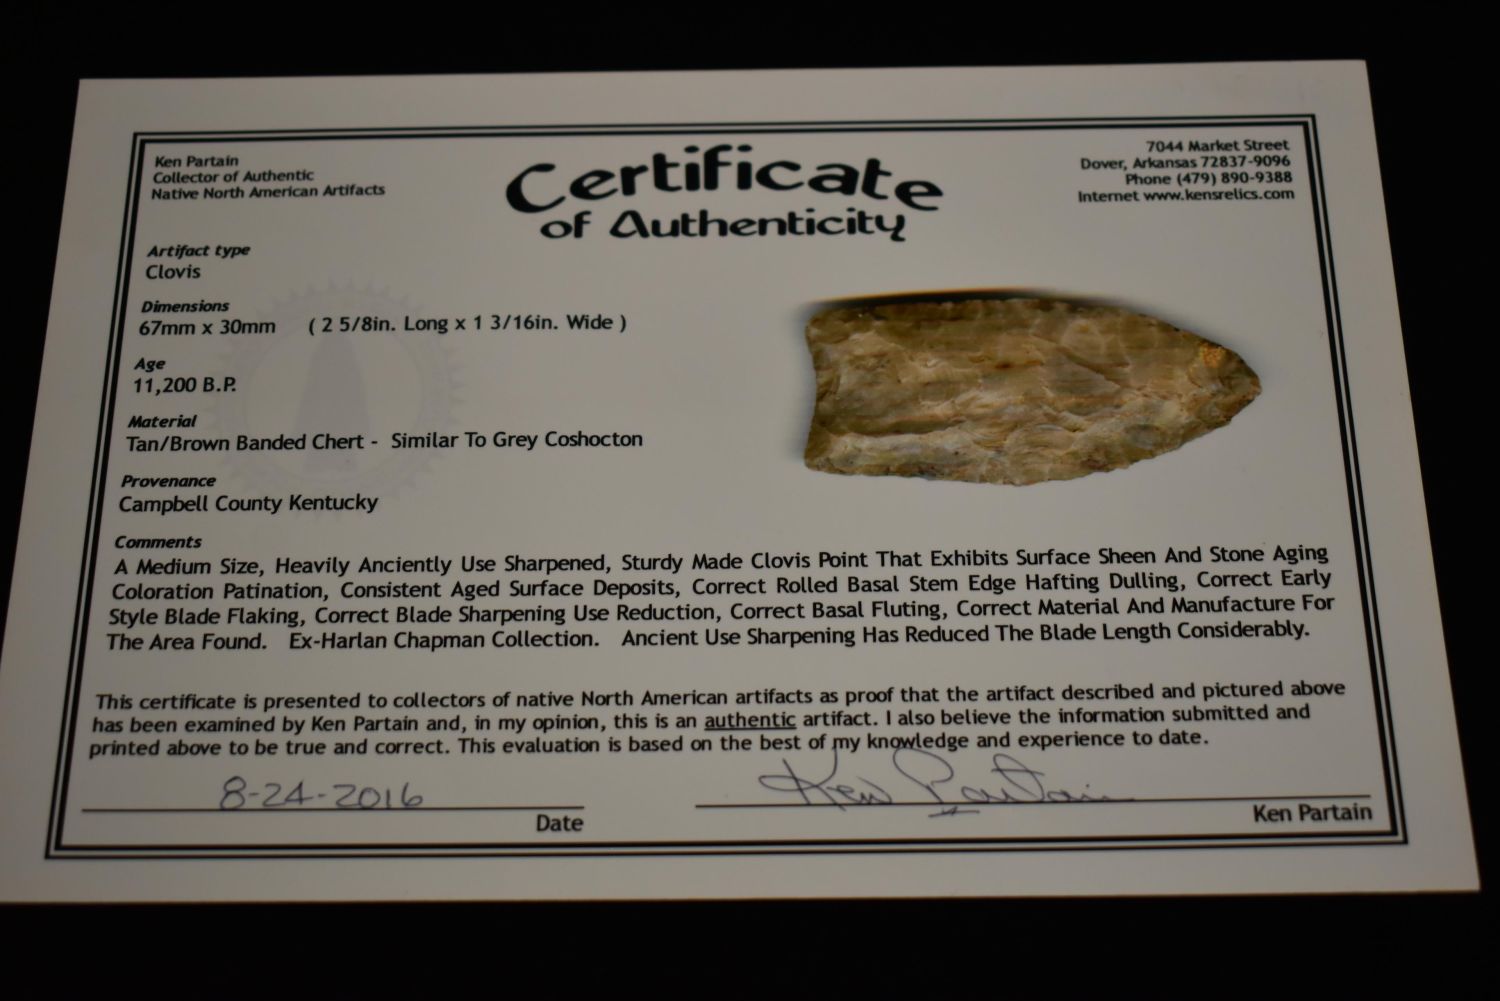 Ken Partain
Collector of Authentic
Native North American Artifacts
Certificate
of Authenticity
7044 Market Street
Dover, Arkansas 72837-9096
Phone (479) 890-9388
Internet www.kensrelics.com
Artifact type
Clovis
Dimensions
67mm x 30mm ( 2 5/8in. Long x 1 3/16in. Wide )
Age
11,200 B.P.
Material
Tan/Brown Banded Chert - Similar To Grey Coshocton
Provenance
Campbell County Kentucky
Comments
A Medium Size, Heavily Anciently Use Sharpened, Sturdy Made Clovis Point That Exhibits Surface Sheen And Stone Aging
Coloration Patination, Consistent Aged Surface Deposits, Correct Rolled Basal Stem Edge Hafting Dulling, Correct Early
Style Blade Flaking, Correct Blade Sharpening Use Reduction, Correct Basal Fluting, Correct Material And Manufacture For
The Area Found. Ex-Harlan Chapman Collection. Ancient Use Sharpening Has Reduced The Blade Length Considerably.
This certificate is presented to collectors of native North American artifacts as proof that the artifact described and pictured above
has been examined by Ken Partain and, in my opinion, this is an authentic artifact. I also believe the information submitted and
printed above to be true and correct. This evaluation is based on the best of my knowledge and experience to date.
8-24-2016
Ken Partain
Date
Ken Partain